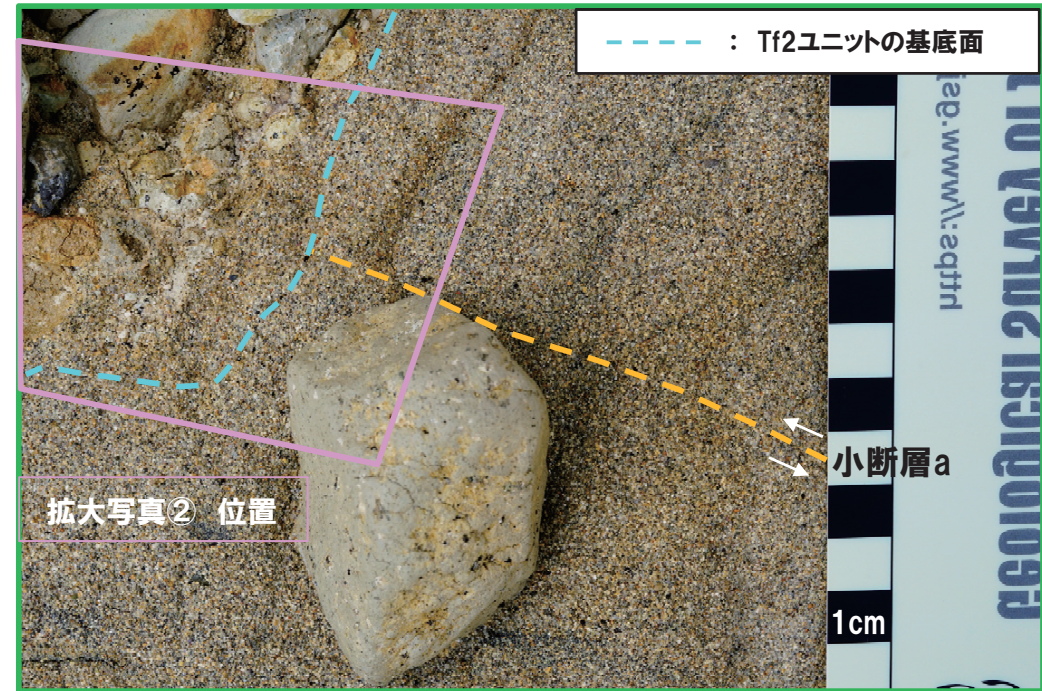 : Tf2ユニットの基底面
https://www.gsj
Geological Survey of J
小断層a
拡大写真② 位置
1cm